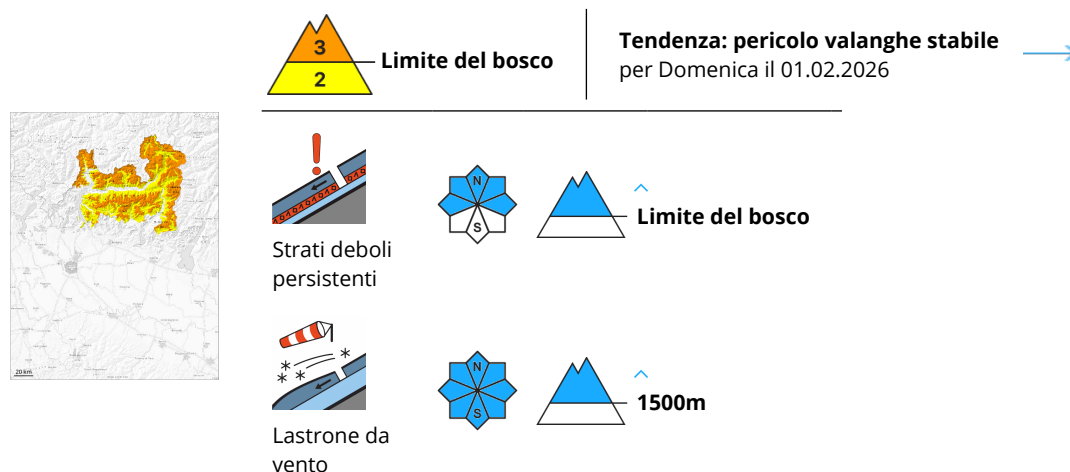 3
2
Limite del bosco
Tendenza: pericolo valanghe stabile
per Domenica il 01.02.2026
20 km
N
S
Limite del bosco
Strati deboli
persistenti
N
S
1500m
Lastrone da
vento